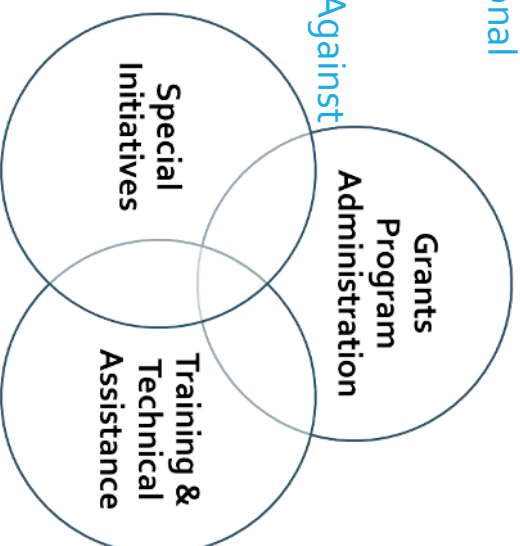 onal
Against
Grants
Program
Administration
Special
Initiatives
Training &
Technical
Assistance